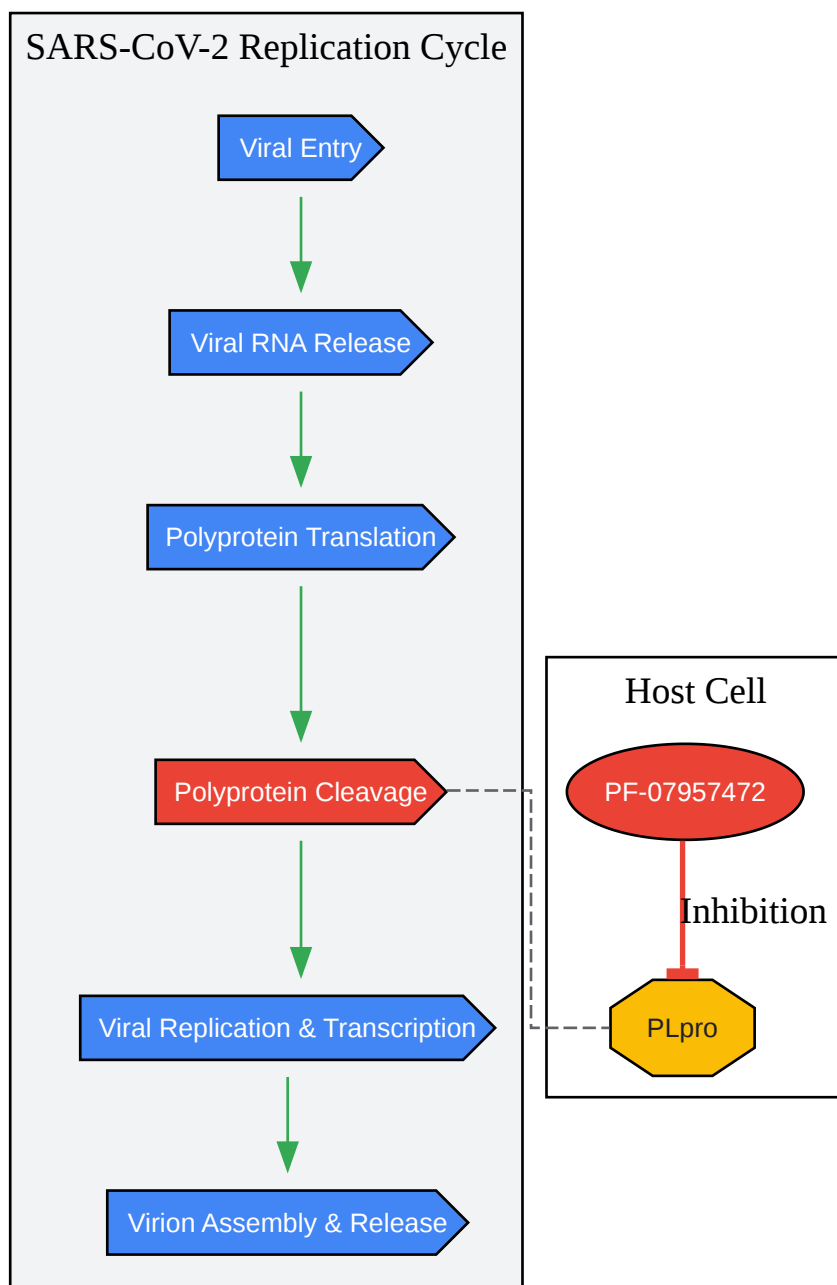 SARS-CoV-2 Replication Cycle
Viral Entry
Viral RNA Release
Polyprotein Translation
Host Cell
Polyprotein Cleavage
PF-07957472
Inhibition
Viral Replication & Transcription
PLpro
Virion Assembly & Release